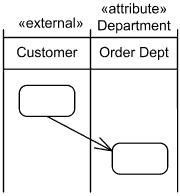 «external»
«attribute»
Department
Customer
Order Dept